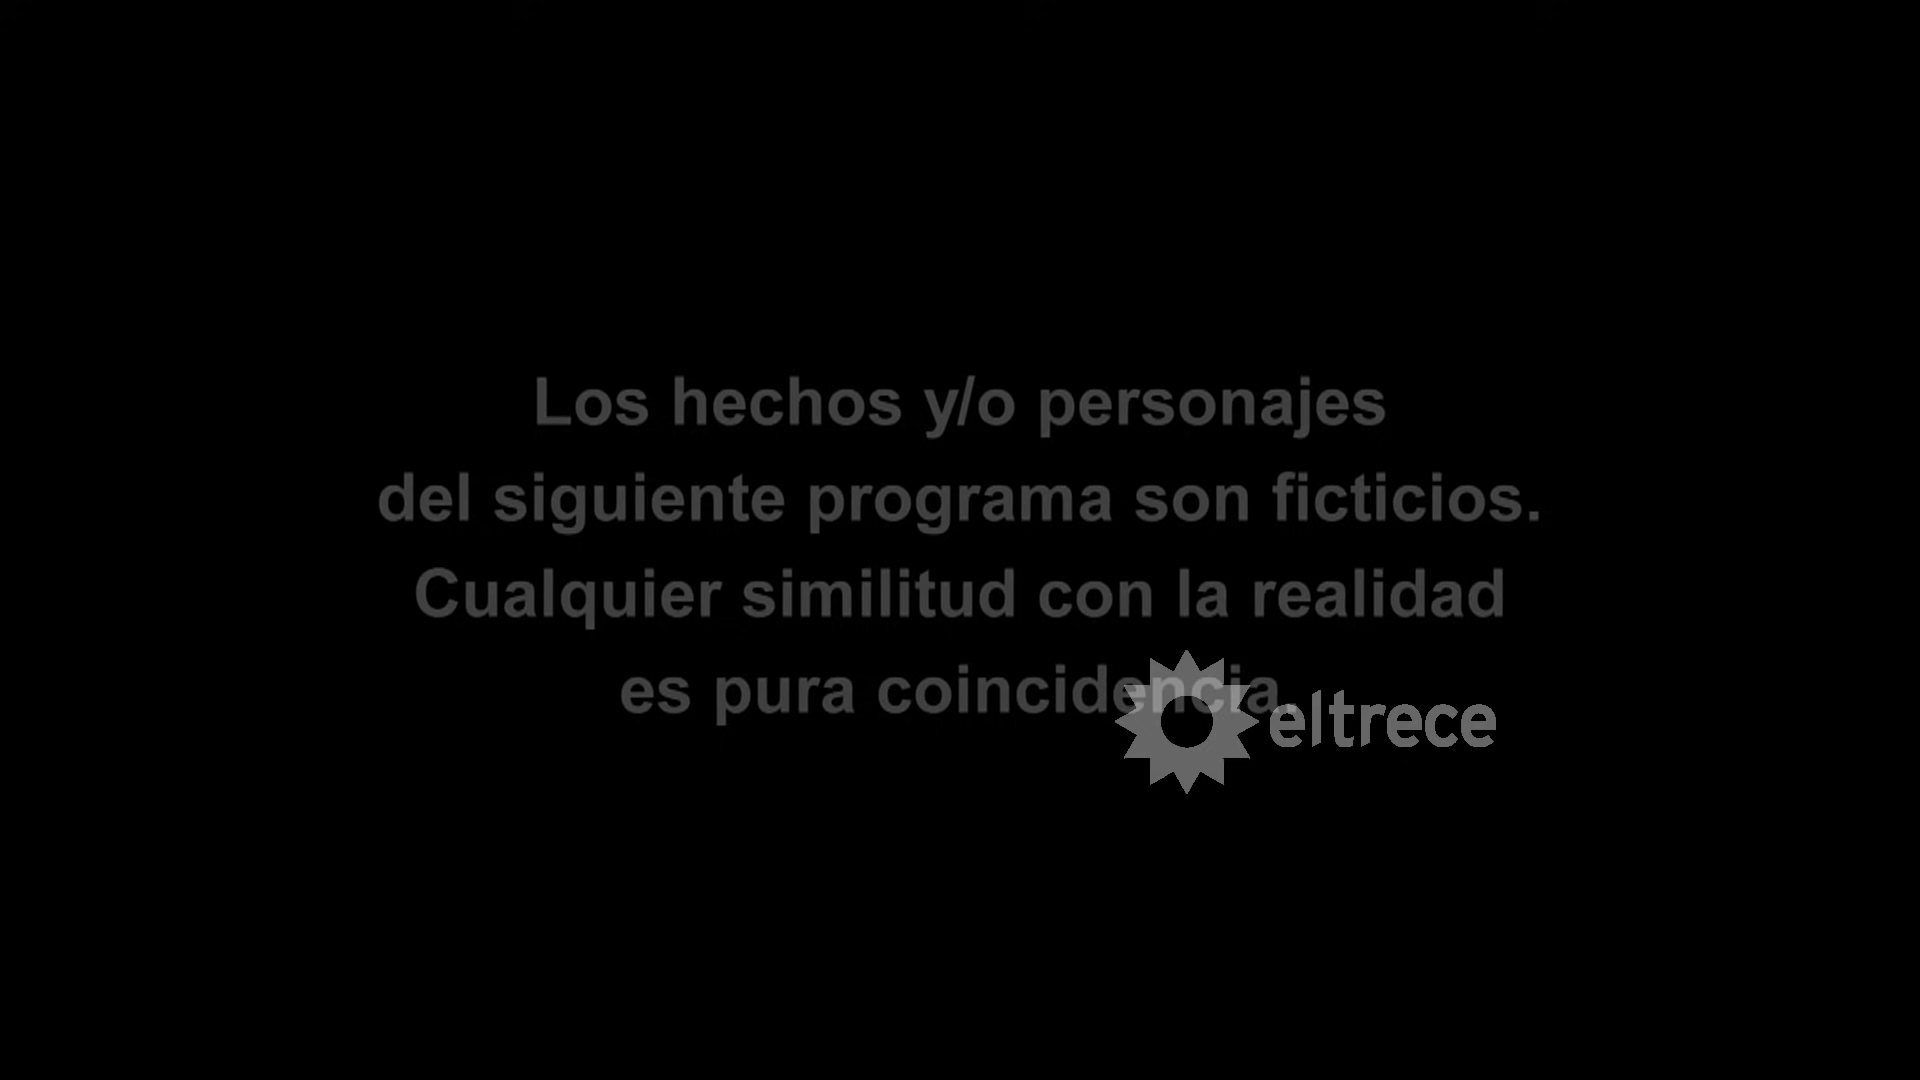 Los hechos y/o personajes
del siguiente programa son ficticios.
Cualquier similitud con la realidad
es pura coincidencia.
eltrece